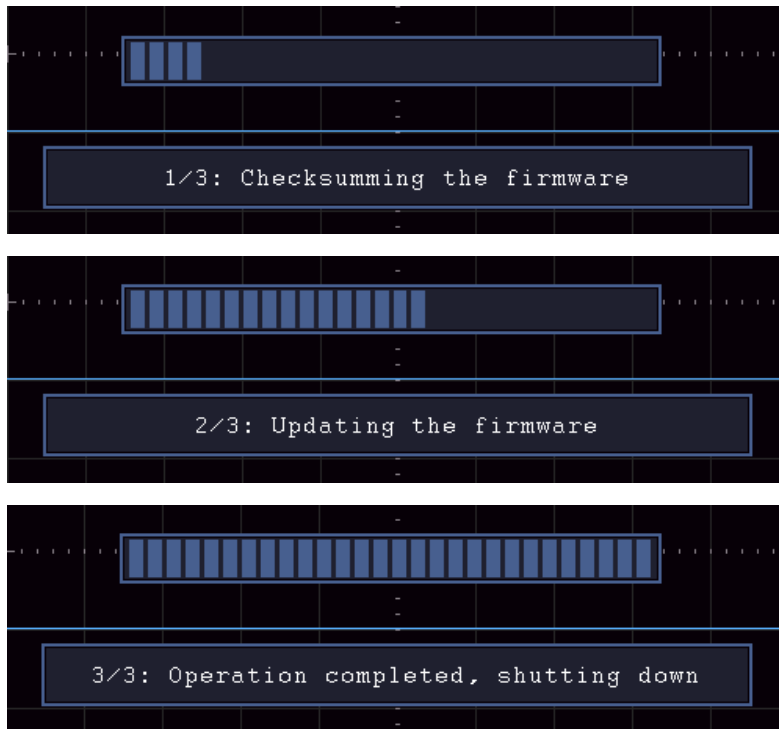 1/3: Checksumming the firmware
2/3: Updating the firmware
3/3: Operation completed, shutting down